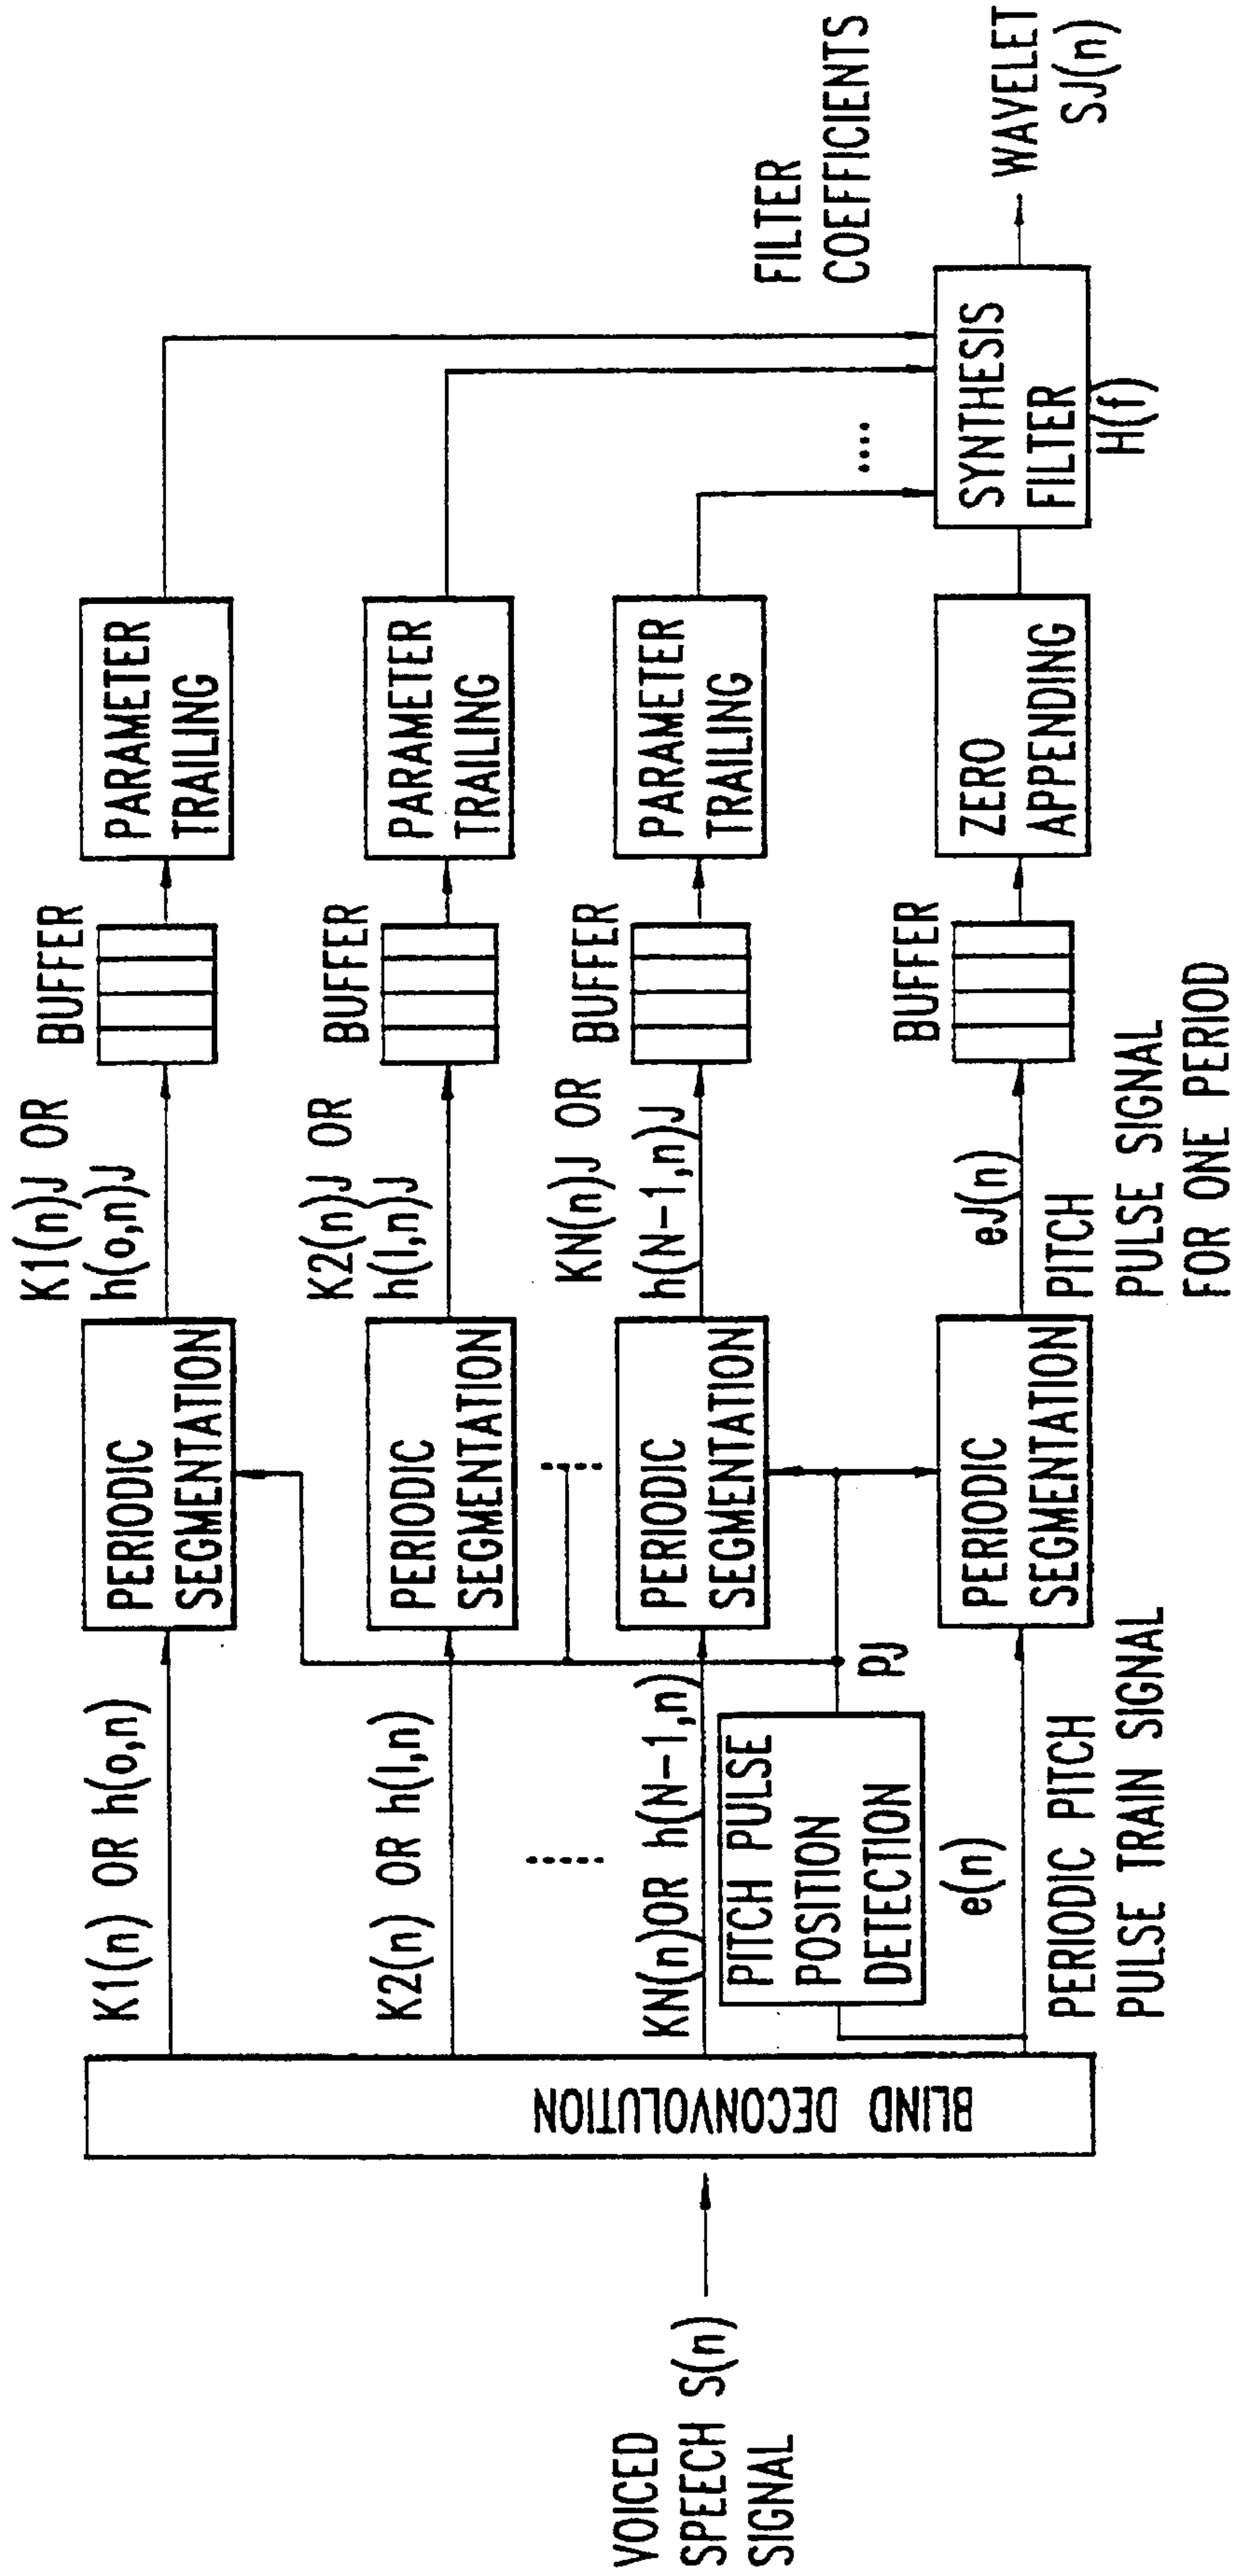 VOICED
SPEECH S(n)
SIGNAL
BLIND DECONVOLUTION
K1(n) OR h(o,n)
K2(n) OR h(l,n)
KN(n)OR h(N-1,n)
PITCH PULSE
POSITION
DETECTION
e(n)
PERIODIC PITCH
PULSE TRAIN SIGNAL
PJ
PERIODIC
SEGMENTATION
PERIODIC
SEGMENTATION
PERIODIC
SEGMENTATION
PERIODIC
SEGMENTATION
K1(n)J OR
h(o,n)J
K2(n)J OR
h(l,n)J
KN(n)J OR
h(N-1,n)J
eJ(n)
PITCH
PULSE SIGNAL
FOR ONE PERIOD
BUFFER
BUFFER
BUFFER
BUFFER
PARAMETER
TRAILING
PARAMETER
TRAILING
PARAMETER
TRAILING
ZERO
APPENDING
FILTER
COEFFICIENTS
SYNTHESIS
FILTER
H(f)
WAVELET
SJ(n)